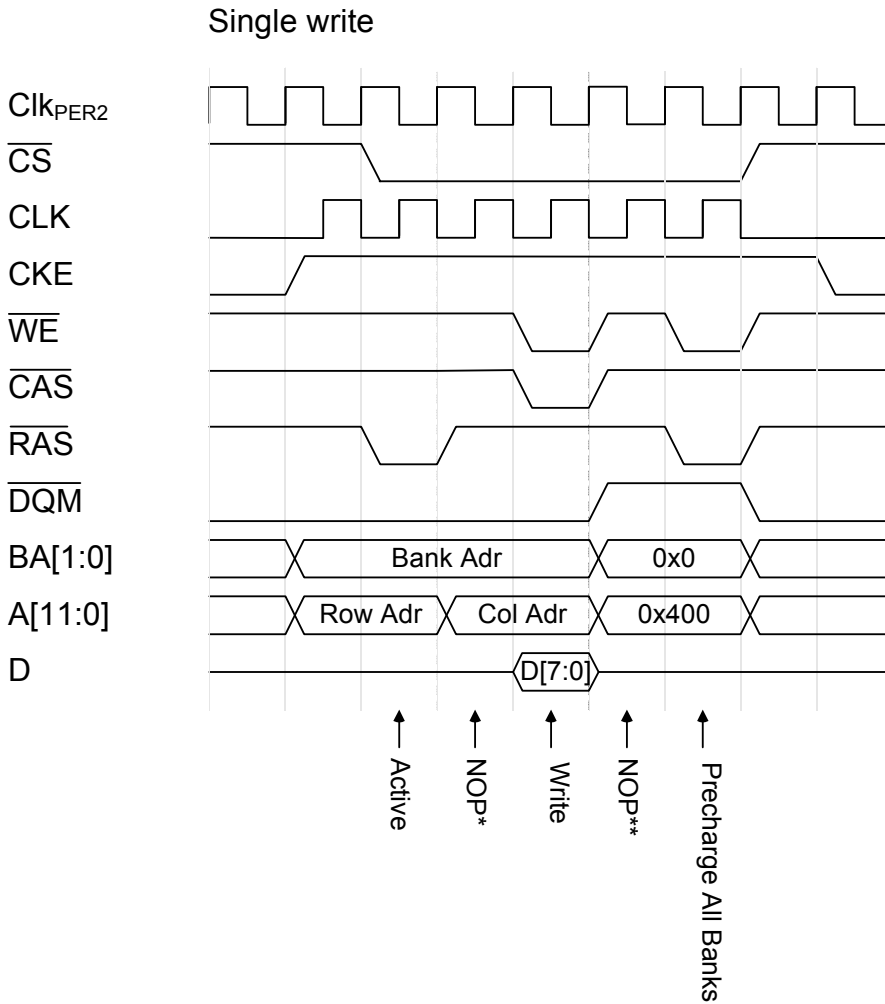 Single write
ClkPER2
CS
CLK
CKE
WE
CAS
RAS
DQM
BA[1:0] Bank Adr 0x0
A[11:0] Row Adr Col Adr 0x400
D D[7:0]
Active NOP* Write NOP** Precharge All Banks